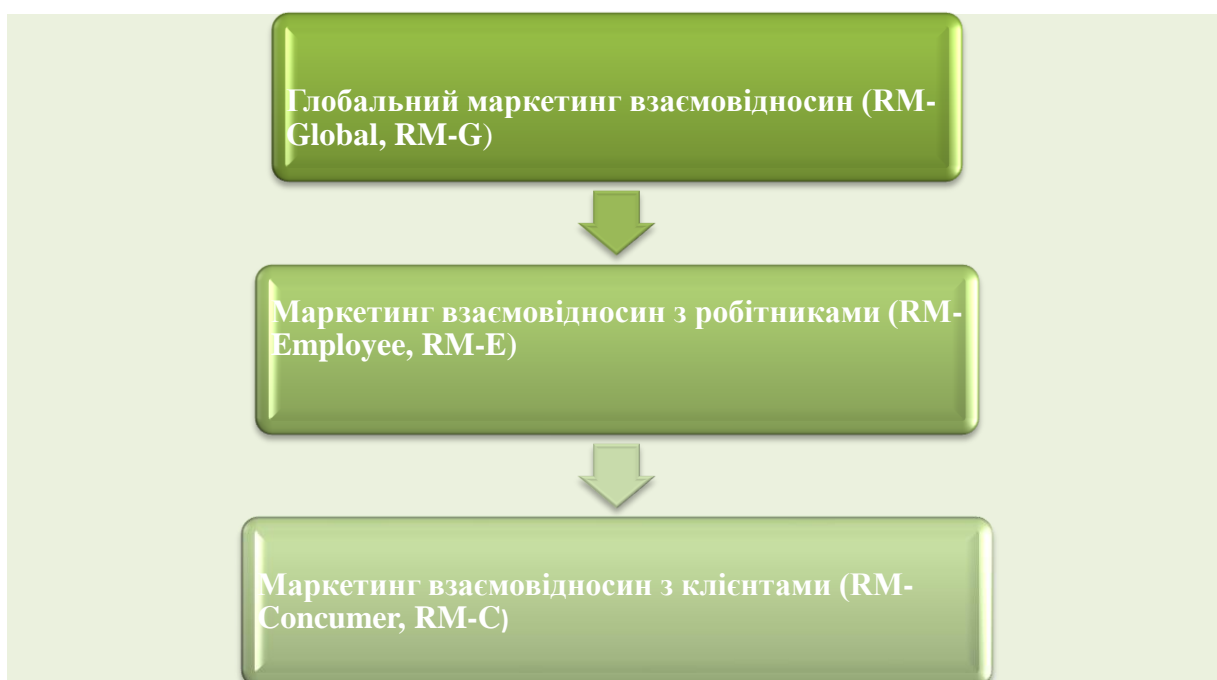 Глобальний маркетинг взаємовідносин (RM-
Global, RM-G)
Маркетинг взаємовідносин з робітниками (RM-
Employee, RM-E)
Маркетинг взаємовідносин з клієнтами (RM-
Concumer, RM-C)